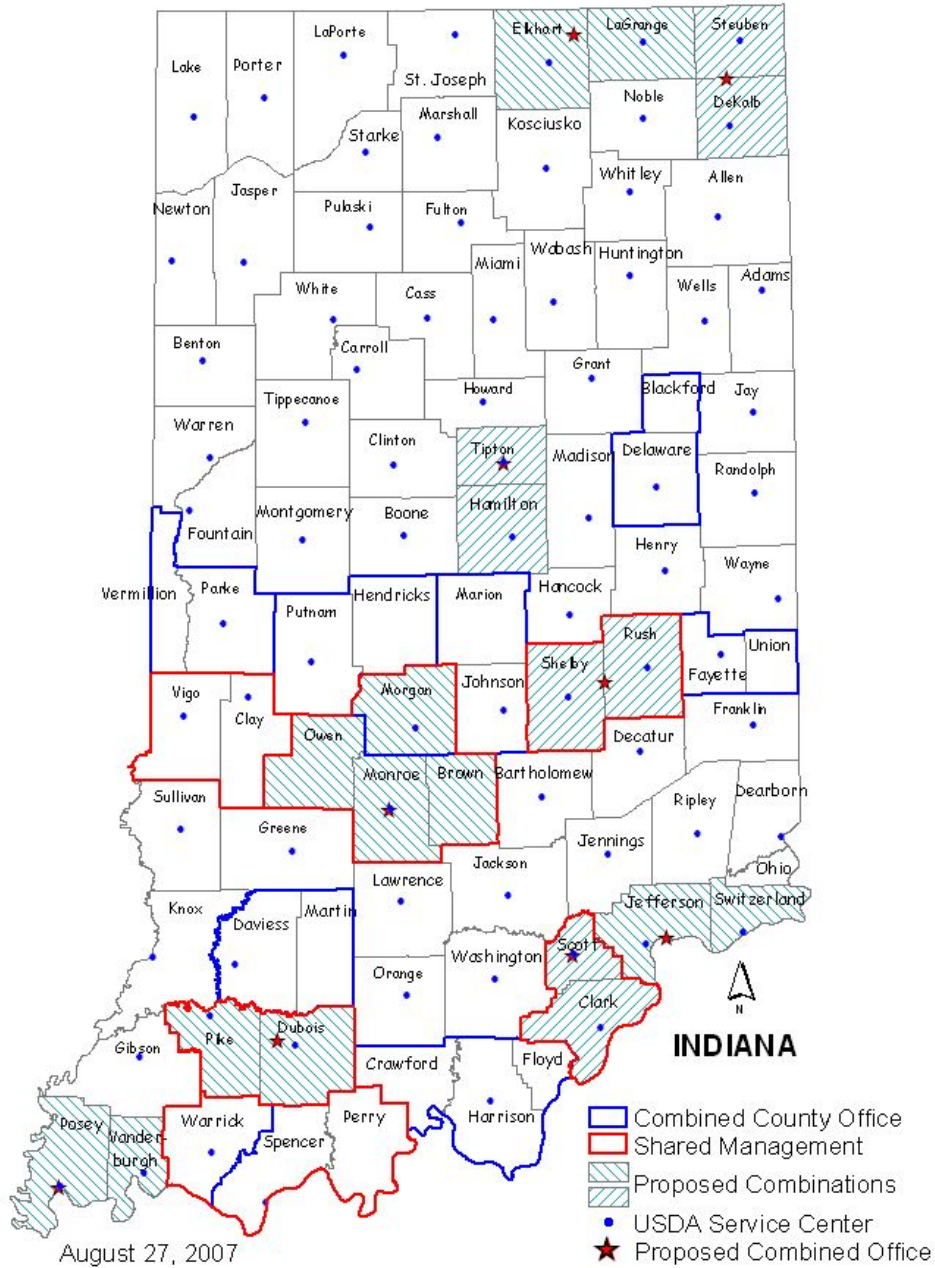 Elkhart
LaGrange
Steuben
LaPorte
Lake
Porter
St. Joseph
Noble
DeKalb
Marshall
Kosciusko
Starke
Whitley
Allen
Jasper
Newton
Pulaski
Fulton
Wabash
Huntington
Miami
Adams
Wells
White
Cass
Benton
Carroll
Grant
Howard
Blackford
Jay
Tippecanoe
Warren
Clinton
Tipton
Madison
Delaware
Randolph
Montgomery
Boone
Hamilton
Fountain
Henry
Wayne
Vermillion
Parke
Hendricks
Marion
Hancock
Putnam
Rush
Union
Shelby
Fayette
Johnson
Morgan
Vigo
Clay
Franklin
Owen
Decatur
Monroe
Brown
Bartholomew
Dearborn
Sullivan
Ripley
Greene
Jennings
Jackson
Ohio
Lawrence
Jefferson
Switzerland
Knox
Martin
Daviess
Scott
Washington
Orange
Clark
N
INDIANA
Dubois
Pike
Gibson
Floyd
Crawford
Harrison
Posey
Vander-
burgh
Warrick
Perry
Spencer
Combined County Office
Shared Management
Proposed Combinations
USDA Service Center
Proposed Combined Office
August 27, 2007